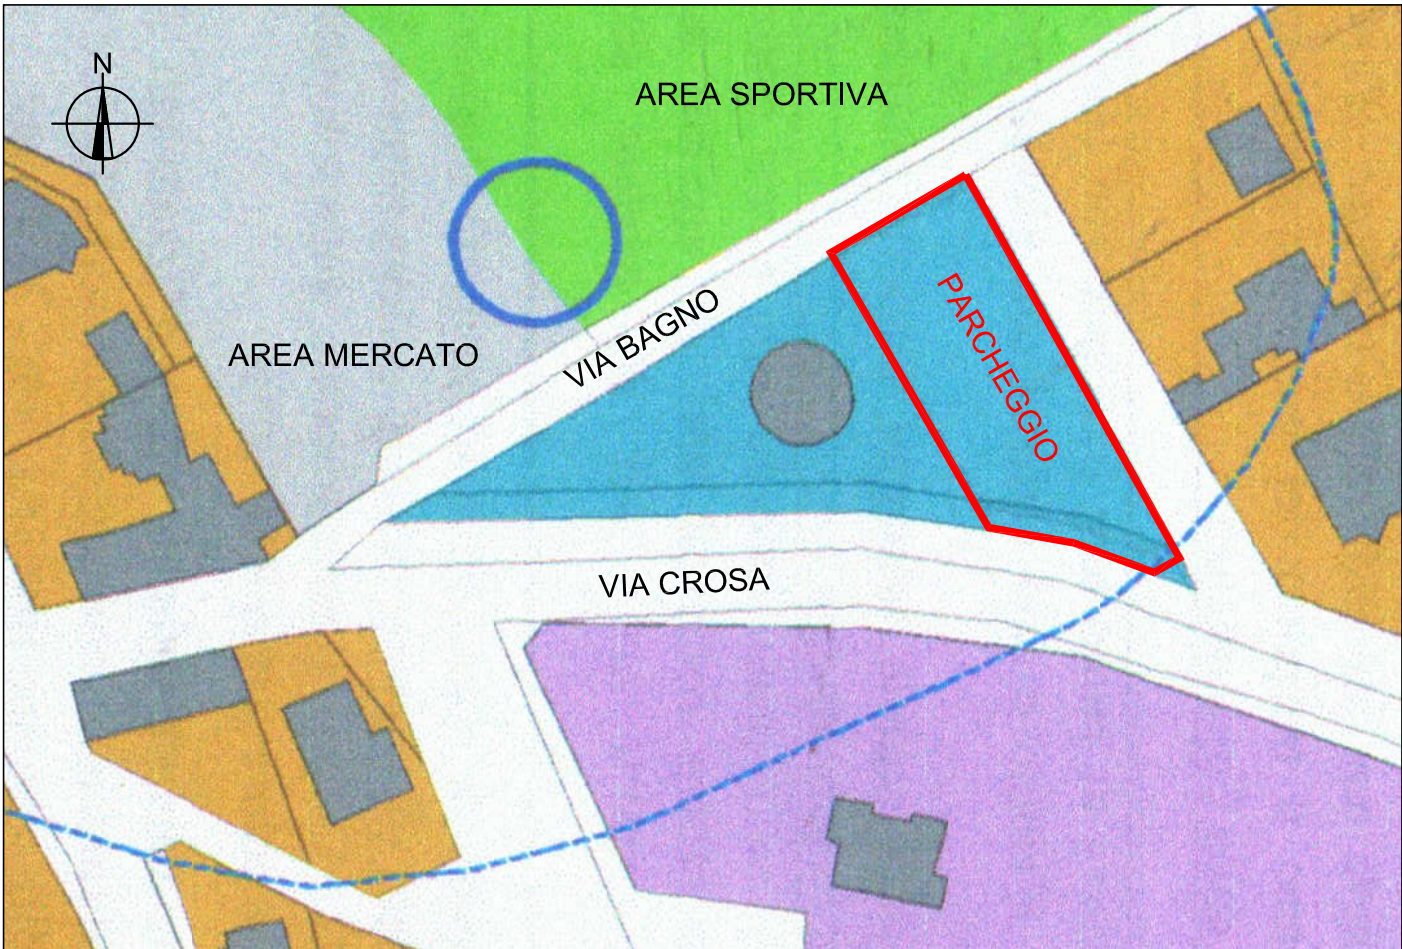 N
AREA SPORTIVA
AREA MERCATO
VIA BAGNO
PARCHEGGIO
VIA CROSA